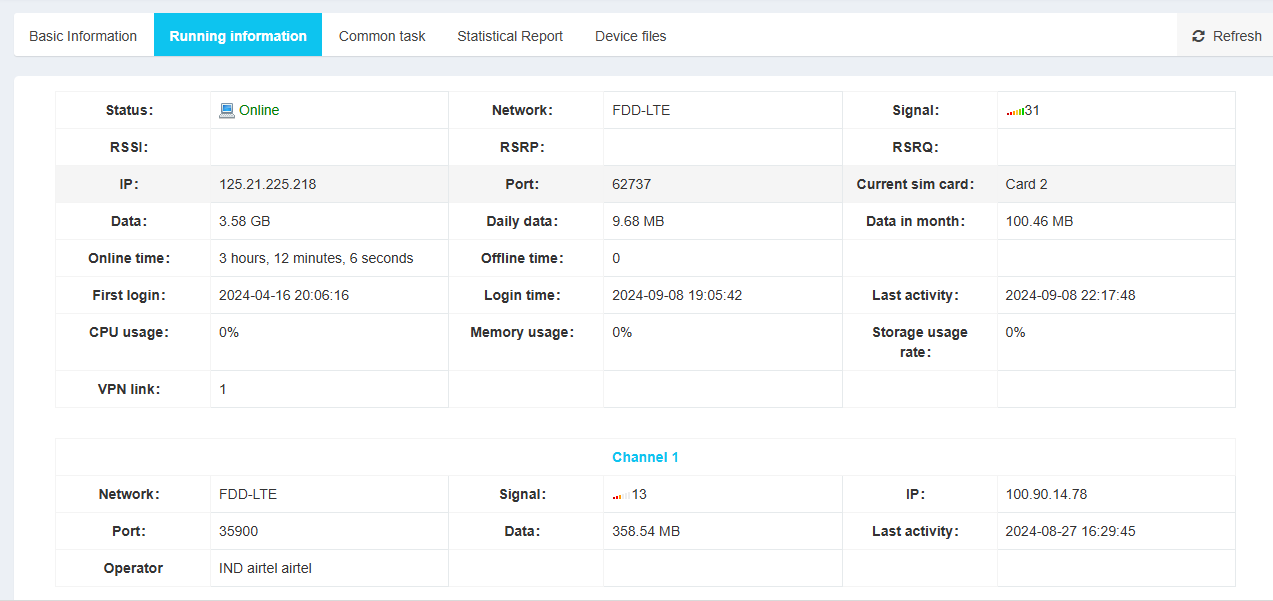 Basic Information Running information Common task Statistical Report Device files Refresh
Status: Online Network: FDD-LTE Signal: 31
RSSI: RSRP: RSRQ:
IP: 125.21.225.218 Port: 62737 Current sim card: Card 2
Data: 3.58 GB Daily data: 9.68 MB Data in month: 100.46 MB
Online time: 3 hours, 12 minutes, 6 seconds Offline time: 0
First login: 2024-04-16 20:06:16 Login time: 2024-09-08 19:05:42 Last activity: 2024-09-08 22:17:48
CPU usage: 0% Memory usage: 0% Storage usage rate: 0%
VPN link: 1
Channel 1
Network: FDD-LTE Signal: 13 IP: 100.90.14.78
Port: 35900 Data: 358.54 MB Last activity: 2024-08-27 16:29:45
Operator IND airtel airtel